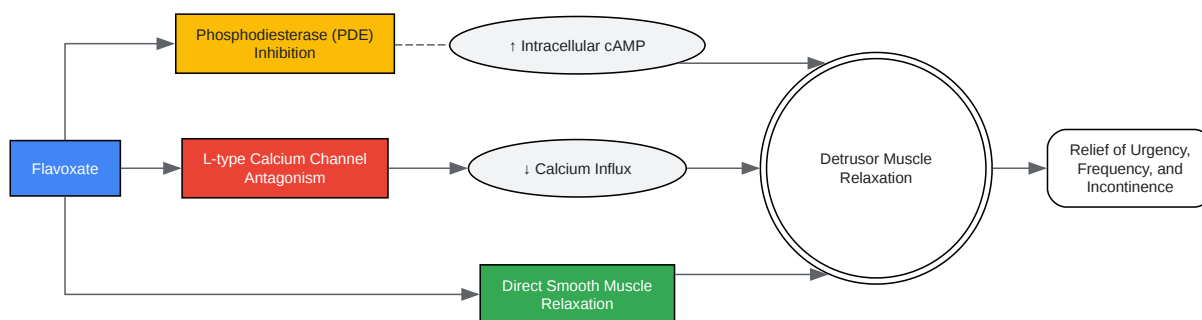 Phosphodiesterase (PDE)
Inhibition
↑ Intracellular cAMP
Flavoxate
L-type Calcium Channel
Antagonism
↓ Calcium Influx
Detrusor Muscle
Relaxation
Relief of Urgency,
Frequency, and
Incontinence
Direct Smooth Muscle
Relaxation